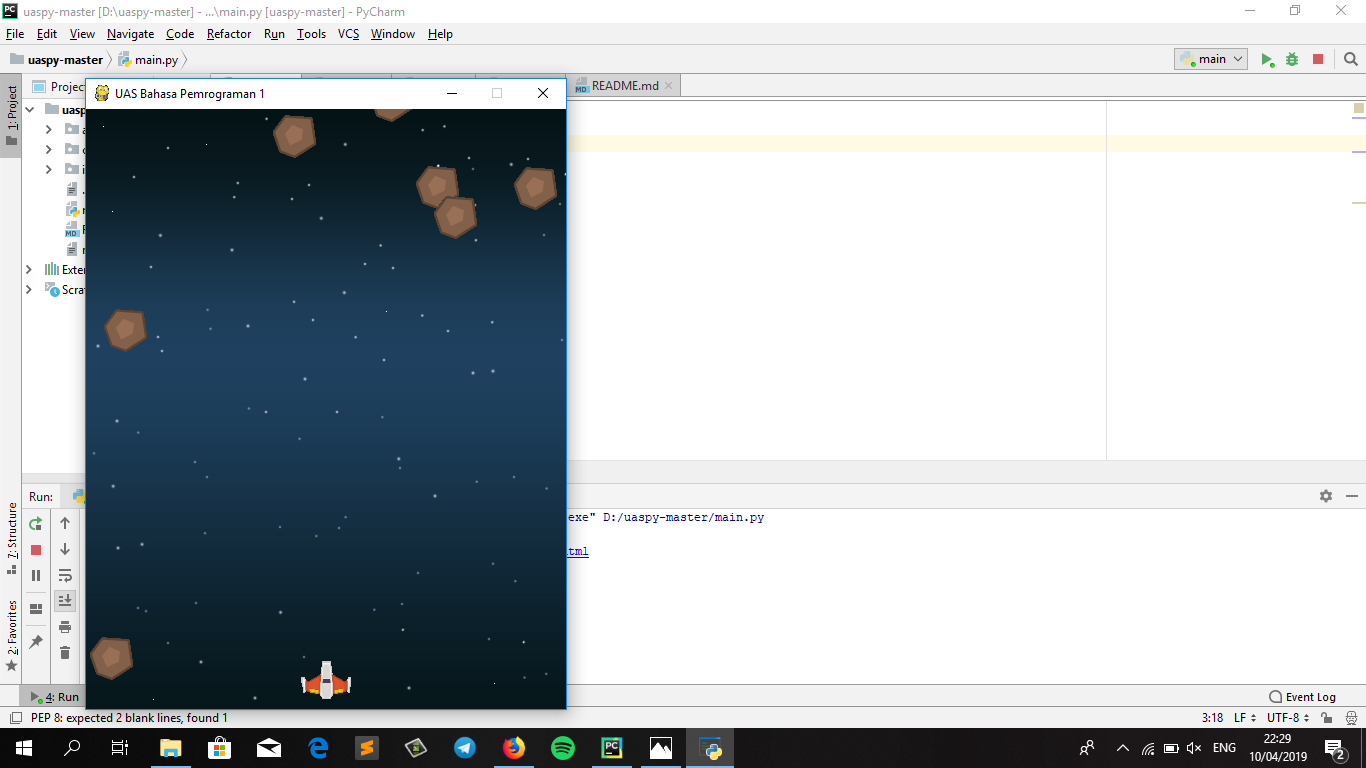 PC uaspy-master [D:\uaspy-master] - ...\main.py [uaspy-master] - PyCharm
File Edit View Navigate Code Refactor Run Tools VCS Window Help
uaspy-master main.py main
1: Project Projec README.md
UAS Bahasa Pemrograman 1
uasp
MD
Exter
Scra
Run:
exe" D:/uaspy-master/main.py
tml
7: Structure
2: Favorites
4: Run Event Log
PEP 8: expected 2 blank lines, found 1 3:18 LF UTF-8
PC ENG 22:29
10/04/2019 2